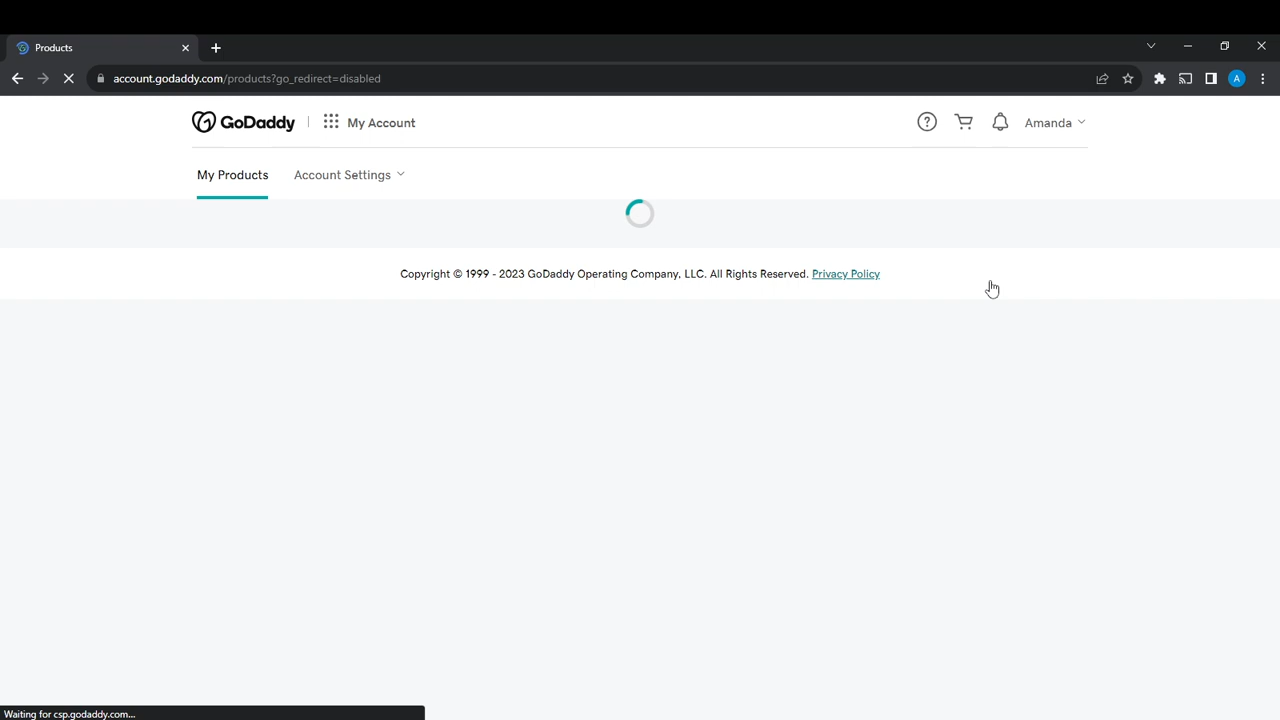 Products
account.godaddy.com/products?go_redirect=disabled
A
GoDaddy
My Account
Amanda
My Products
Account Settings
Copyright © 1999 - 2023 GoDaddy Operating Company, LLC. All Rights Reserved. Privacy Policy
Waiting for csp.godaddy.com...